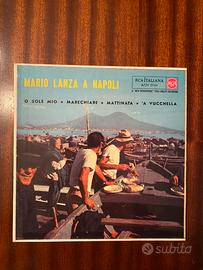 MARIO LANZA A NAPOLI
RCA ITALIANA
O SOLE MIO • MARECHIARE • MATTINATA • 'A VUCCHELLA
subito